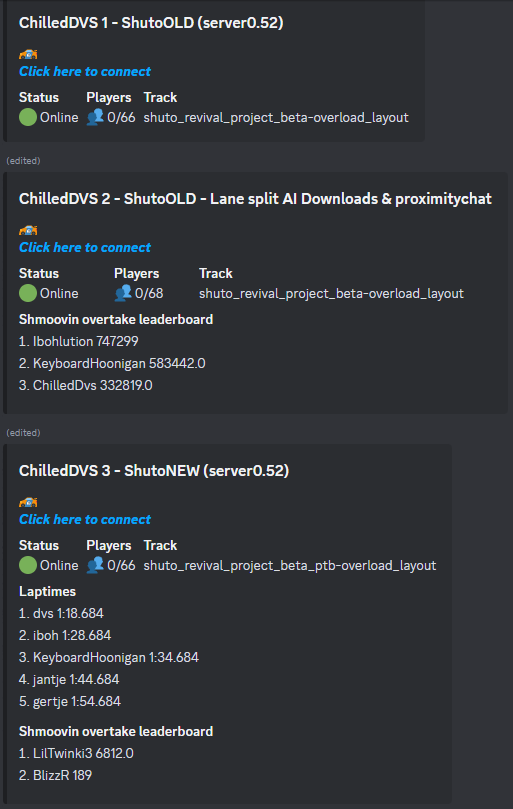 ChilledDVS 1 - ShutoOLD (server0.52)
Click here to connect
Status Players Track
Online 0/66 shuto_revival_project_beta-overload_layout
(edited)
ChilledDVS 2 - ShutoOLD - Lane split AI Downloads & proximitychat
Click here to connect
Status Players Track
Online 0/68 shuto_revival_project_beta-overload_layout
Shmoovin overtake leaderboard
1. Ibohlution 747299
2. KeyboardHoonigan 583442.0
3. ChilledDvs 332819.0
(edited)
ChilledDVS 3 - ShutoNEW (server0.52)
Click here to connect
Status Players Track
Online 0/66 shuto_revival_project_beta_ptb-overload_layout
Laptimes
1. dvs 1:18.684
2. iboh 1:28.684
3. KeyboardHoonigan 1:34.684
4. jantje 1:44.684
5. gertje 1:54.684
Shmoovin overtake leaderboard
1. LilTwinki3 6812.0
2. BlizzR 189